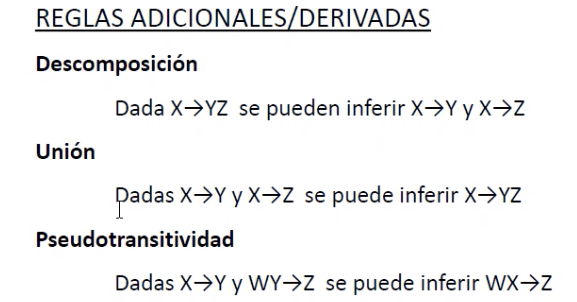 REGLAS ADICIONALES/DERIVADAS
Descomposición
Dada X→YZ se pueden inferir X→Y y X→Z
Unión
Dadas X→Y y X→Z se puede inferir X→YZ
Pseudotransitividad
Dadas X→Y y WY→Z se puede inferir WX→Z